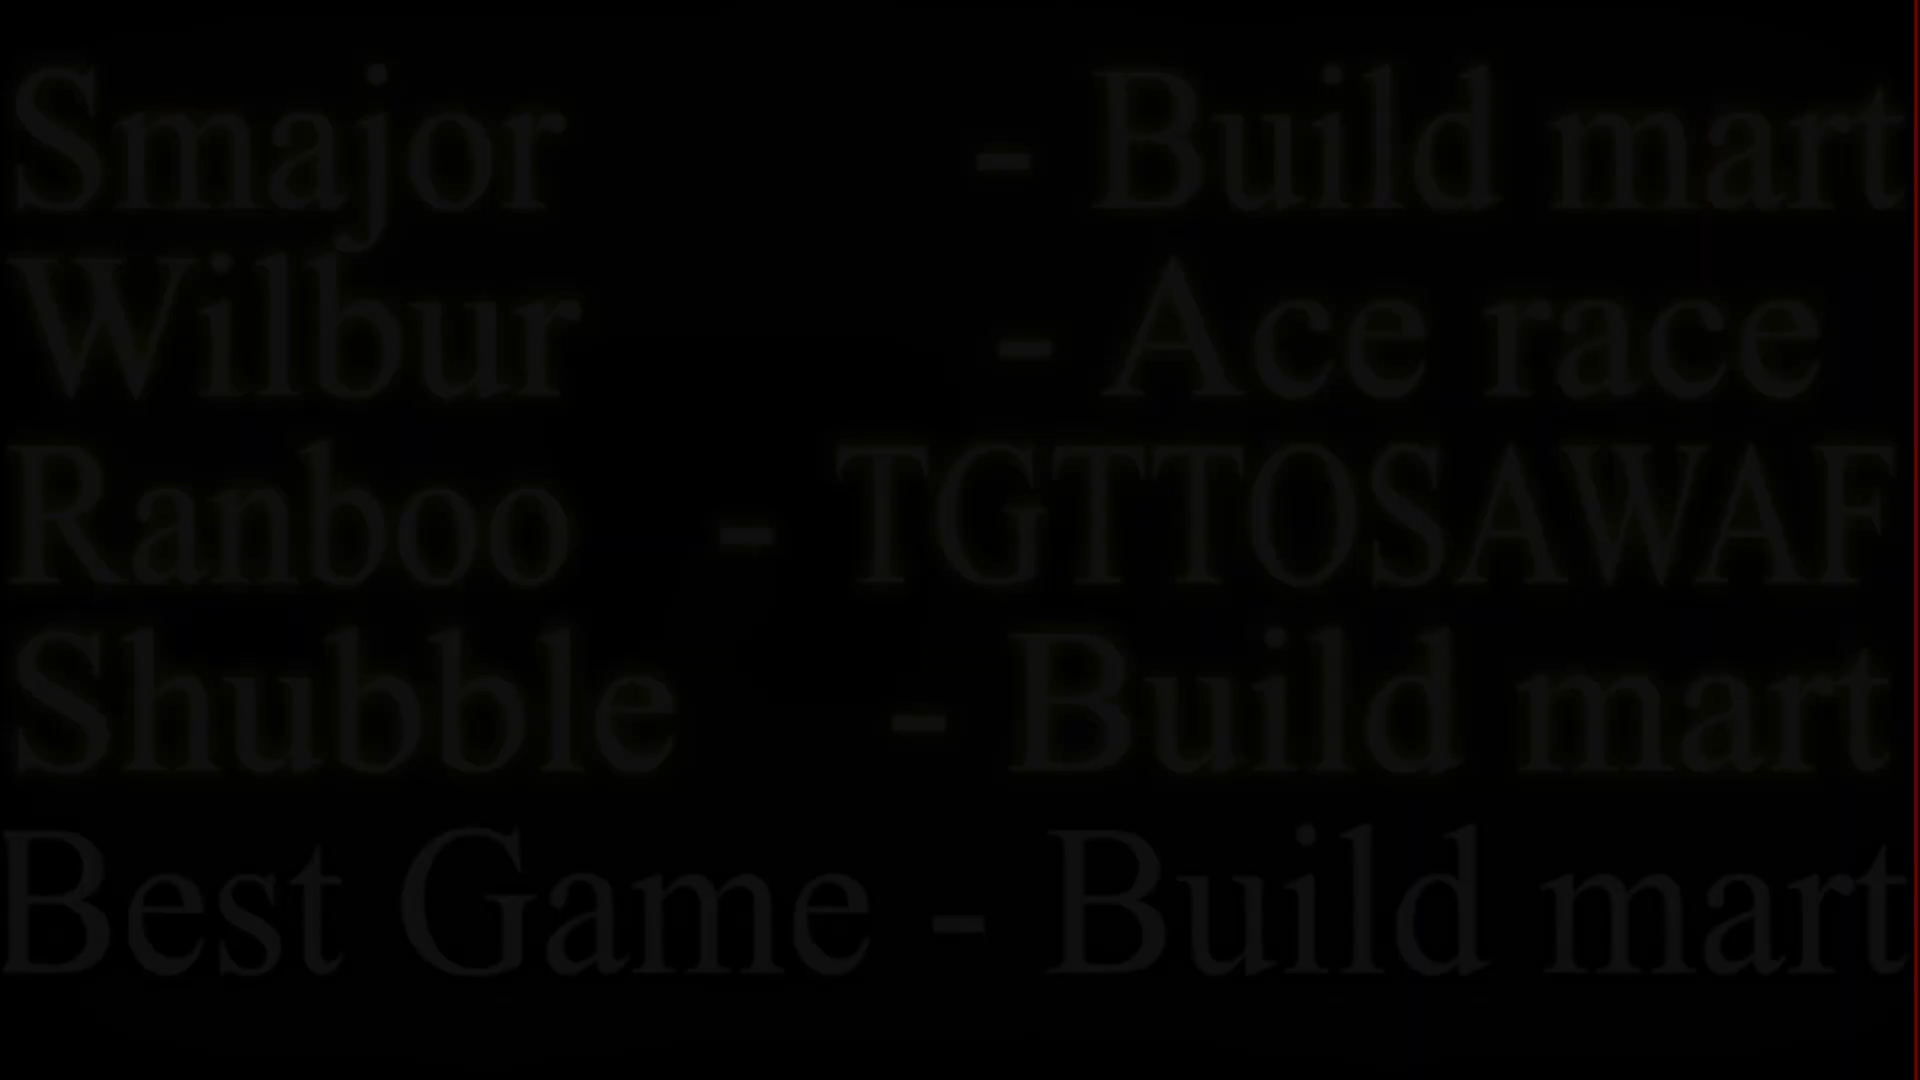 Smajor - Build mart
Wilbur - Ace race
Ranboo - TGTTOSAWAF
Shubble - Build mart
Best Game - Build mart